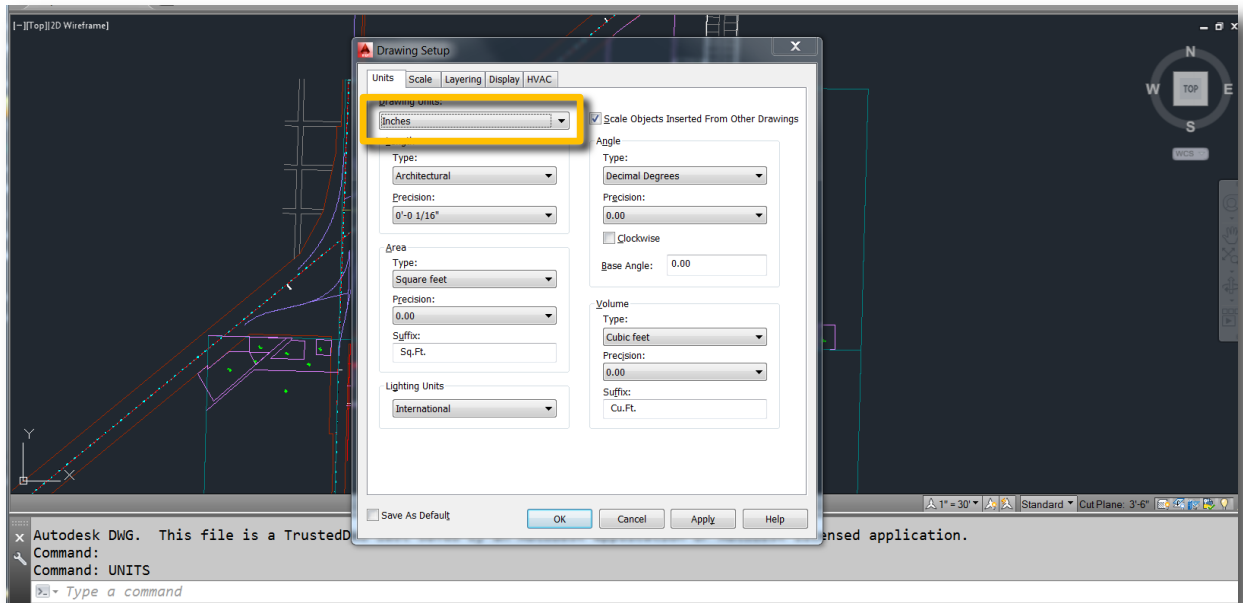 [−][Top][2D Wireframe]
Drawing Setup
X
Units Scale Layering Display HVAC
Drawing Units:
Inches
Scale Objects Inserted From Other Drawings
Type:
Architectural
Precision:
0'-0 1/16"
Angle
Type:
Decimal Degrees
Precision:
0.00
Clockwise
Base Angle: 0.00
Area
Type:
Square feet
Precision:
0.00
Suffix:
Sq.Ft.
Volume
Type:
Cubic feet
Precision:
0.00
Suffix:
Cu.Ft.
Lighting Units
International
Save As Default
OK Cancel Apply Help
N
W TOP E
S
WCS
Y
X
1" = 30' Standard Cut Plane: 3'-6"
Autodesk DWG. This file is a TrustedD
ensed application.
Command:
Command: UNITS
Type a command